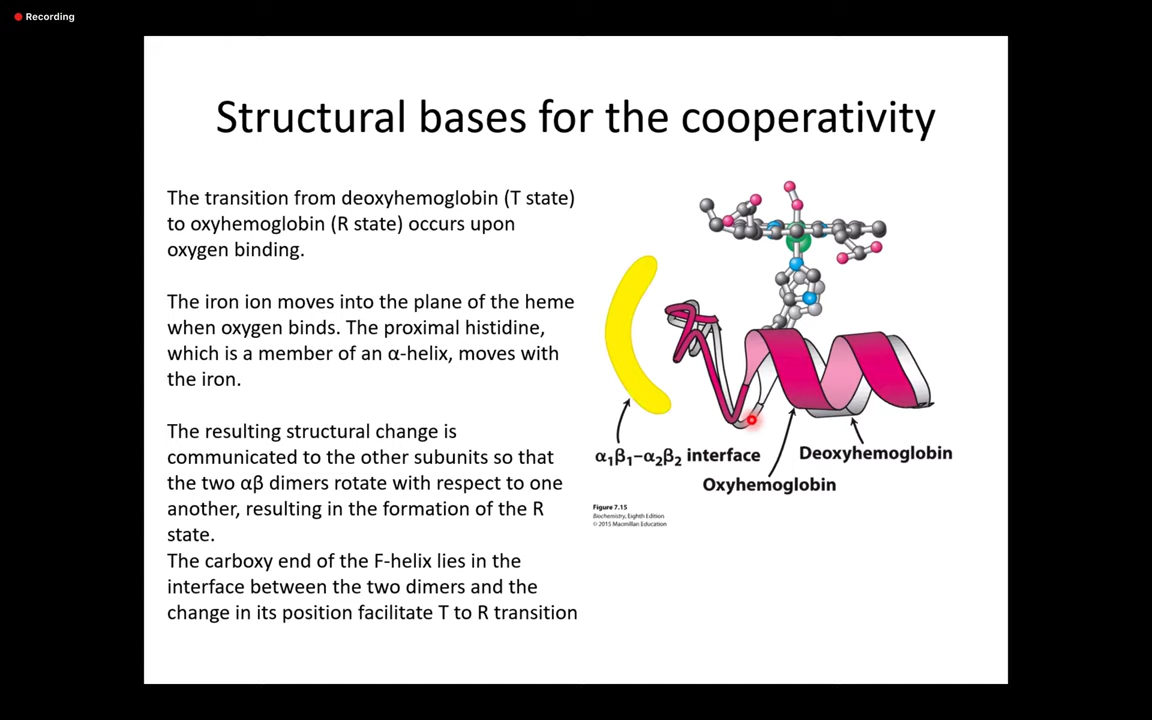 Recording
Structural bases for the cooperativity
The transition from deoxyhemoglobin (T state)
to oxyhemoglobin (R state) occurs upon
oxygen binding.
The iron ion moves into the plane of the heme
when oxygen binds. The proximal histidine,
which is a member of an α-helix, moves with
the iron.
The resulting structural change is
communicated to the other subunits so that
the two αβ dimers rotate with respect to one
another, resulting in the formation of the R
state.
The carboxy end of the F-helix lies in the
interface between the two dimers and the
change in its position facilitate T to R transition
α₁β₁–α₂β₂ interface
Deoxyhemoglobin
Oxyhemoglobin
Figure 7.15
Biochemistry, Eighth Edition
© 2015 Macmillan Education